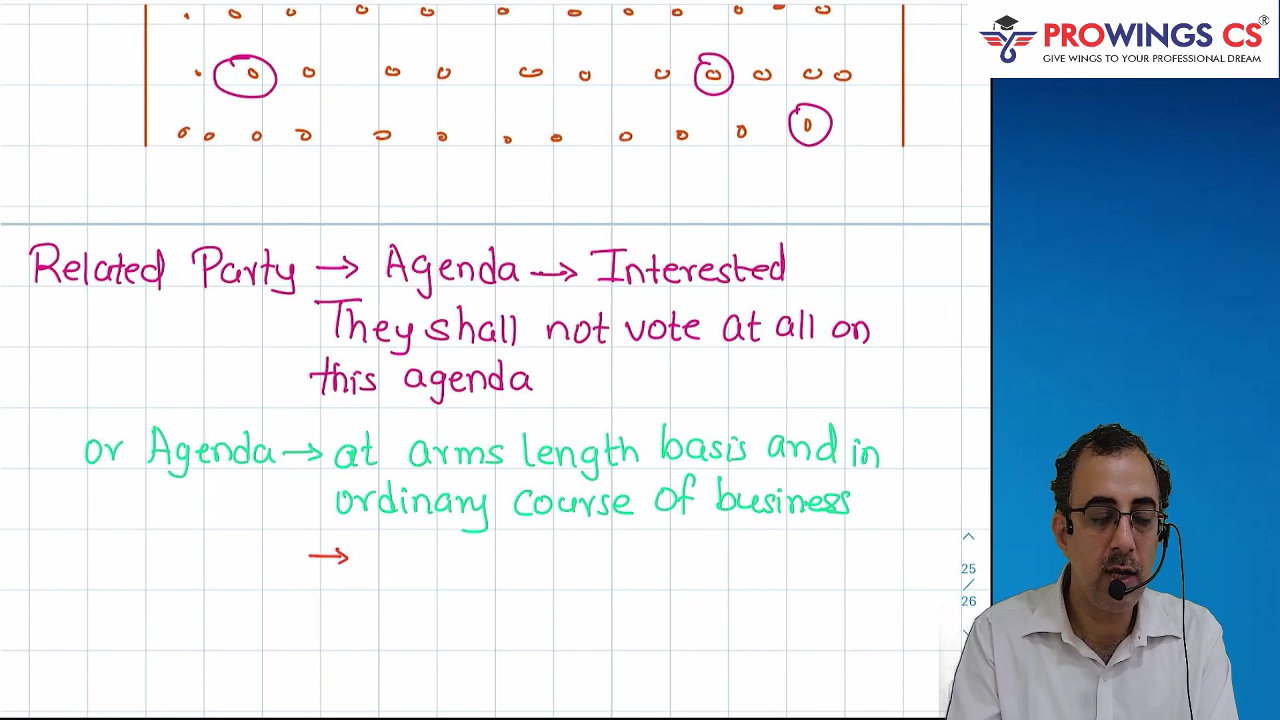 PROWINGS CS®
GIVE WINGS TO YOUR PROFESSIONAL DREAM
Related Party → Agenda → Interested
They shall not vote at all on
this agenda
or Agenda → at arms length basis and in
ordinary course of business
→
25
/
26